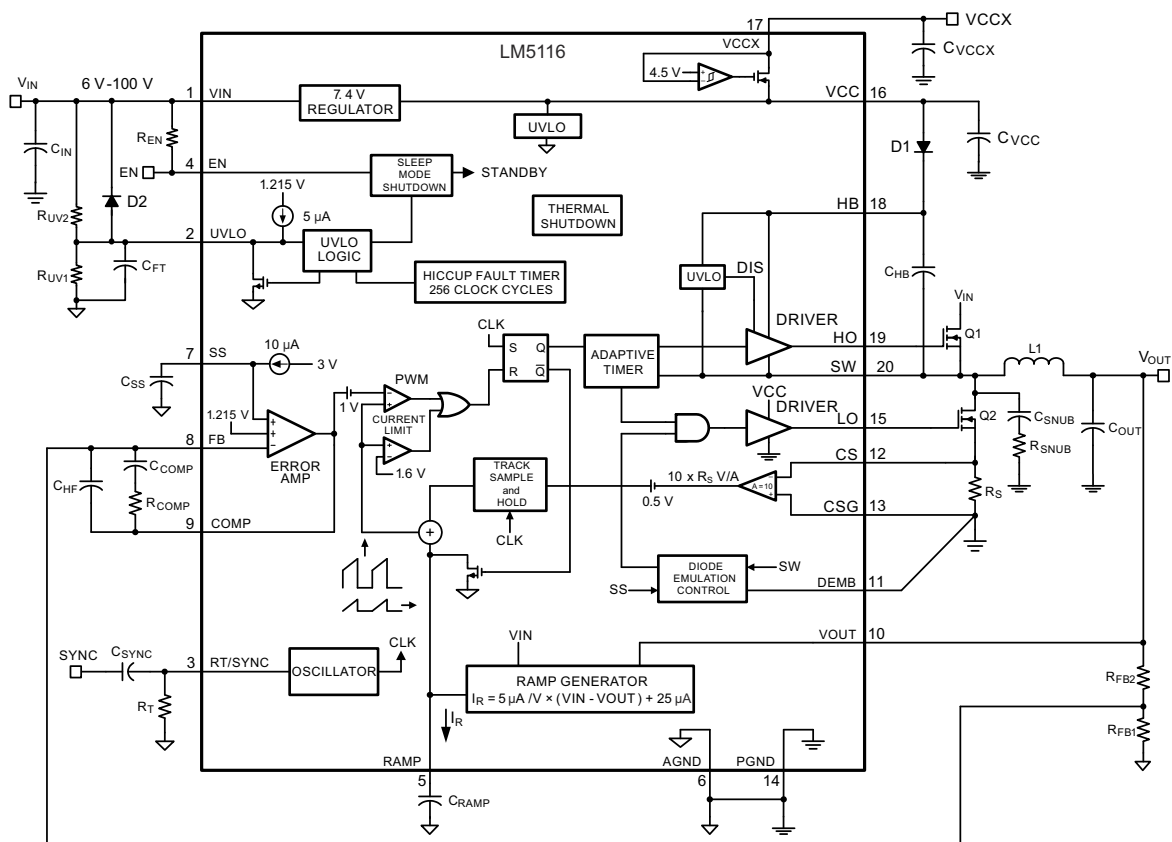 17
VCCX
VCCX
LM5116
CVCCX
4.5 V
VIN
6 V-100 V
1
VIN
7.4 V
REGULATOR
VCC
16
REN
UVLO
CIN
D1
CVCC
EN
4
EN
SLEEP
MODE
SHUTDOWN
STANDBY
1.215 V
D2
THERMAL
SHUTDOWN
HB
18
RUV2
5 µA
2
UVLO
UVLO
LOGIC
CFT
RUV1
UVLO
DIS
CHB
HICCUP FAULT TIMER
256 CLOCK CYCLES
VIN
CLK
DRIVER
HO
19
Q1
10 µA
S
Q
R
Q
ADAPTIVE
TIMER
7
SS
3 V
SW
20
L1
VOUT
CSS
PWM
1 V
VCC
DRIVER
Q2
1.215 V
CURRENT
LIMIT
LO
15
CSNUB
COUT
8
FB
+
+
−
−
+
+
−
RSNUB
ERROR
AMP
1.6 V
CCOMP
CHF
TRACK
SAMPLE
and
HOLD
CS
12
10 x RS V/A
A = 10
−
+
RS
RCOMP
0.5 V
CSG
13
9
COMP
+
CLK
DIODE
EMULATION
CONTROL
SW
SS
DEMB
11
VIN
VOUT
10
CLK
SYNC
CSYNC
3
RT/SYNC
OSCILLATOR
RAMP GENERATOR
IR = 5 µA /V × (VIN - VOUT) + 25 µA
RFB2
RT
IR
RFB1
RAMP
AGND
PGND
5
6
14
CRAMP